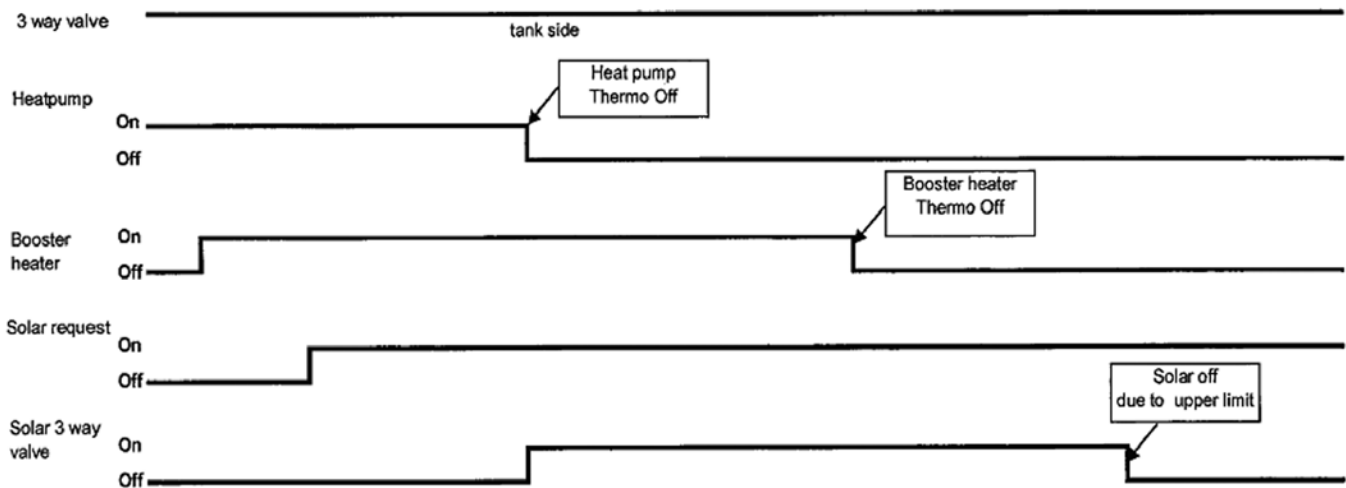 3 way valve
tank side
Heat pump
Thermo Off
Heatpump
On
Off
Booster heater
Thermo Off
Booster
heater
On
Off
Solar request
On
Off
Solar off
due to upper limit
Solar 3 way
valve
On
Off